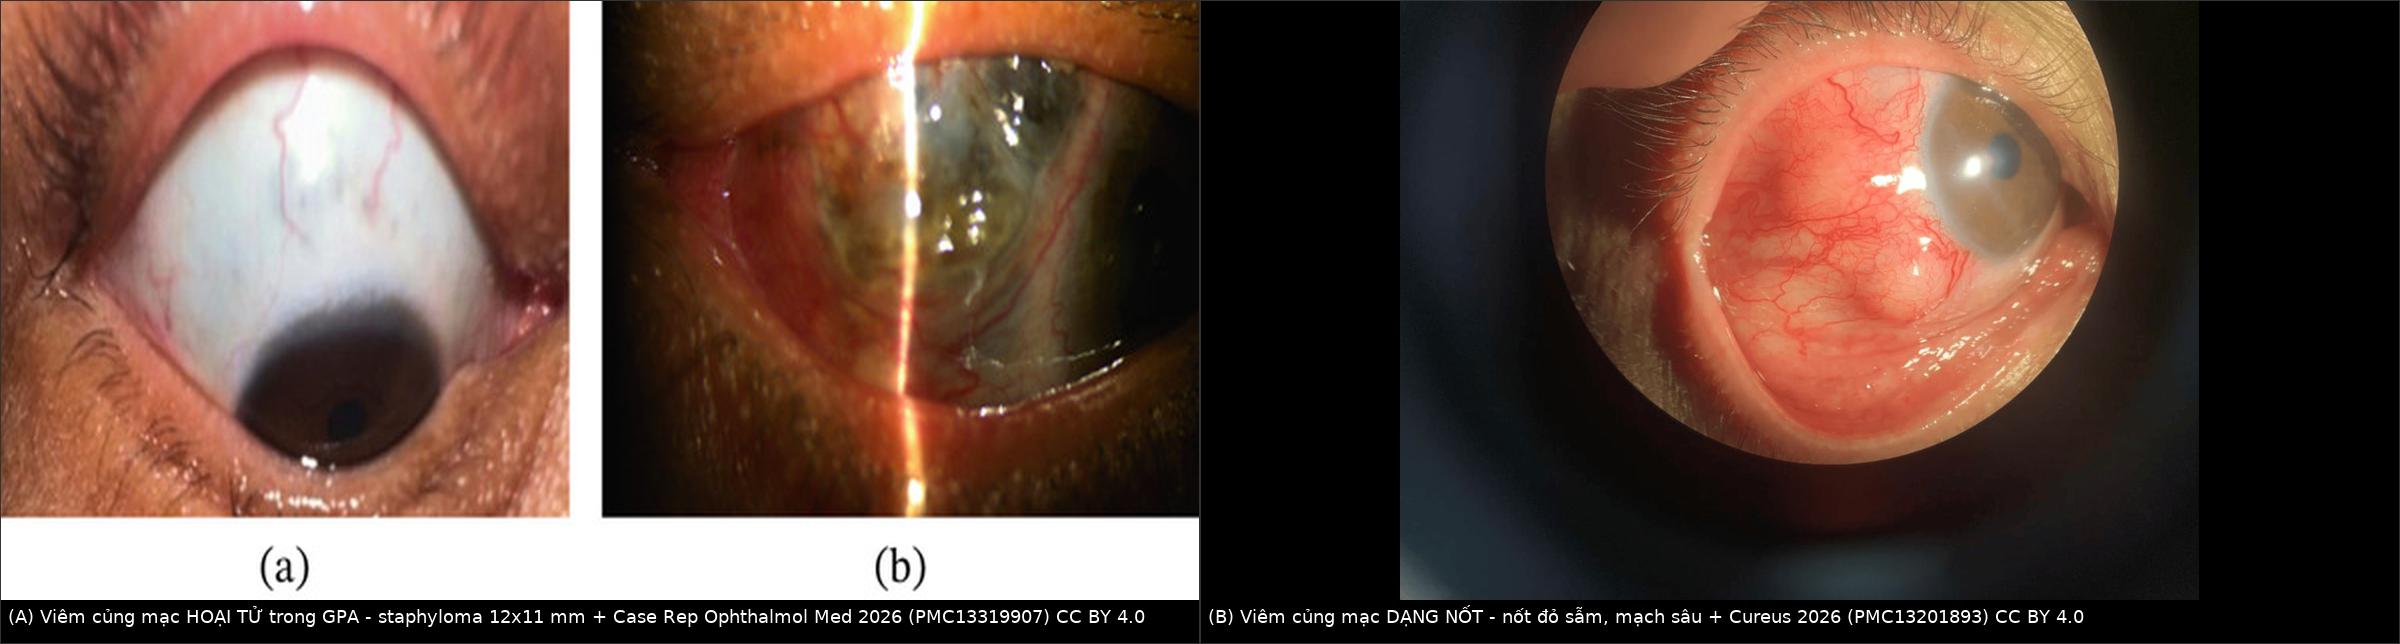 (a)
(b)
(A) Viêm củng mạc HOẠI TỬ trong GPA - staphyloma 12x11 mm + Case Rep Ophthalmol Med 2026 (PMC13319907) CC BY 4.0
(B) Viêm củng mạc DẠNG NỐT - nốt đỏ sẫm, mạch sâu + Cureus 2026 (PMC13201893) CC BY 4.0